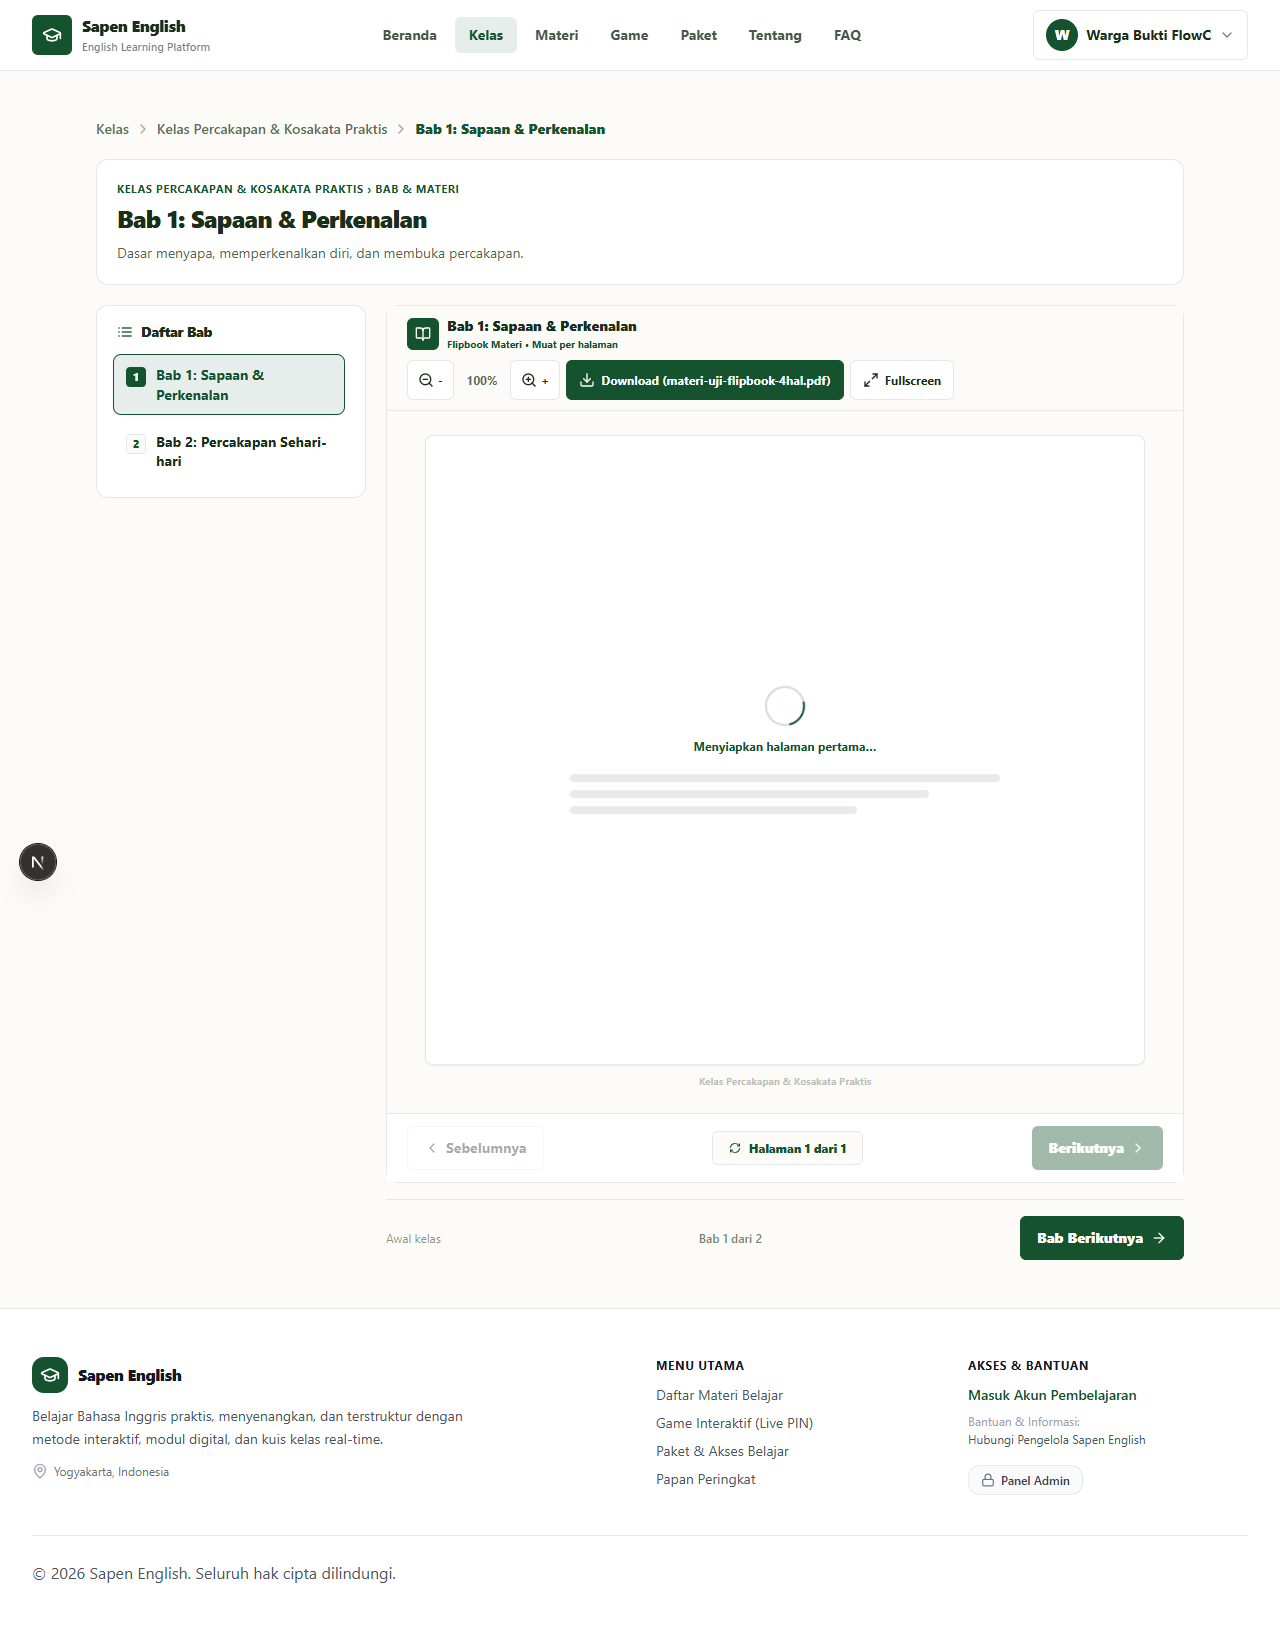 Sapen English
English Learning Platform
Beranda
Kelas
Materi
Game
Paket
Tentang
FAQ
W
Warga Bukti FlowC
Kelas
Kelas Percakapan & Kosakata Praktis
Bab 1: Sapaan & Perkenalan
KELAS PERCAKAPAN & KOSAKATA PRAKTIS › BAB & MATERI
Bab 1: Sapaan & Perkenalan
Dasar menyapa, memperkenalkan diri, dan membuka percakapan.
Daftar Bab
1
Bab 1: Sapaan &
Perkenalan
2
Bab 2: Percakapan Sehari-
hari
Bab 1: Sapaan & Perkenalan
Flipbook Materi • Muat per halaman
-
100%
+
Download (materi-uji-flipbook-4hal.pdf)
Fullscreen
Menyiapkan halaman pertama...
Kelas Percakapan & Kosakata Praktis
Sebelumnya
Halaman 1 dari 1
Berikutnya
Awal kelas
Bab 1 dari 2
Bab Berikutnya
N
Sapen English
Belajar Bahasa Inggris praktis, menyenangkan, dan terstruktur dengan
metode interaktif, modul digital, dan kuis kelas real-time.
Yogyakarta, Indonesia
MENU UTAMA
Daftar Materi Belajar
Game Interaktif (Live PIN)
Paket & Akses Belajar
Papan Peringkat
AKSES & BANTUAN
Masuk Akun Pembelajaran
Bantuan & Informasi:
Hubungi Pengelola Sapen English
Panel Admin
© 2026 Sapen English. Seluruh hak cipta dilindungi.